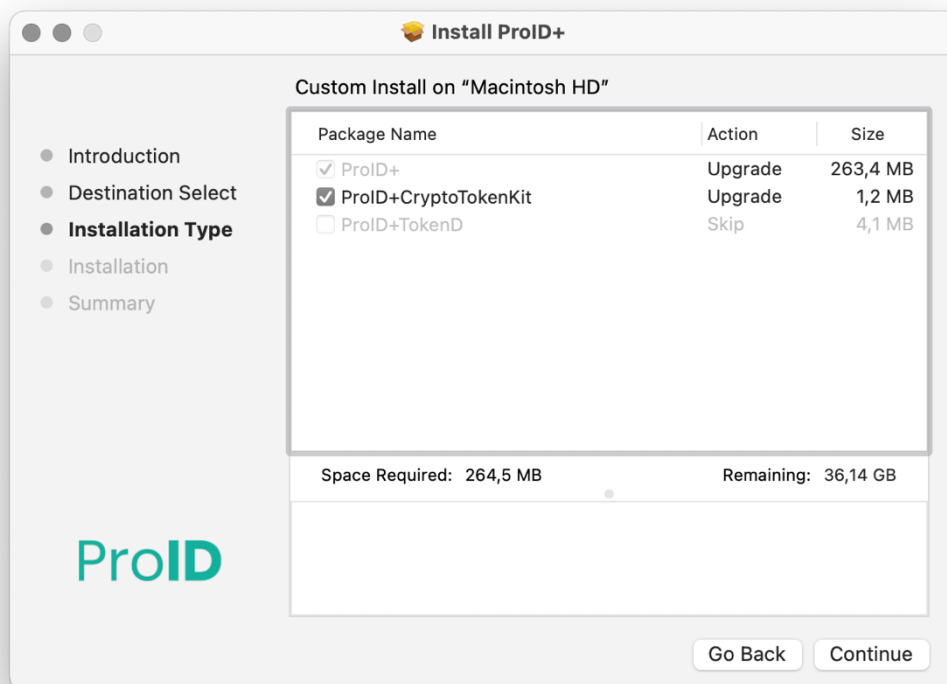 Install ProID+
Custom Install on “Macintosh HD”
Introduction
Destination Select
Installation Type
Installation
Summary
Package Name Action Size
ProID+ Upgrade 263,4 MB
ProID+CryptoTokenKit Upgrade 1,2 MB
ProID+TokenD Skip 4,1 MB
Space Required: 264,5 MB Remaining: 36,14 GB
ProID
Go Back Continue